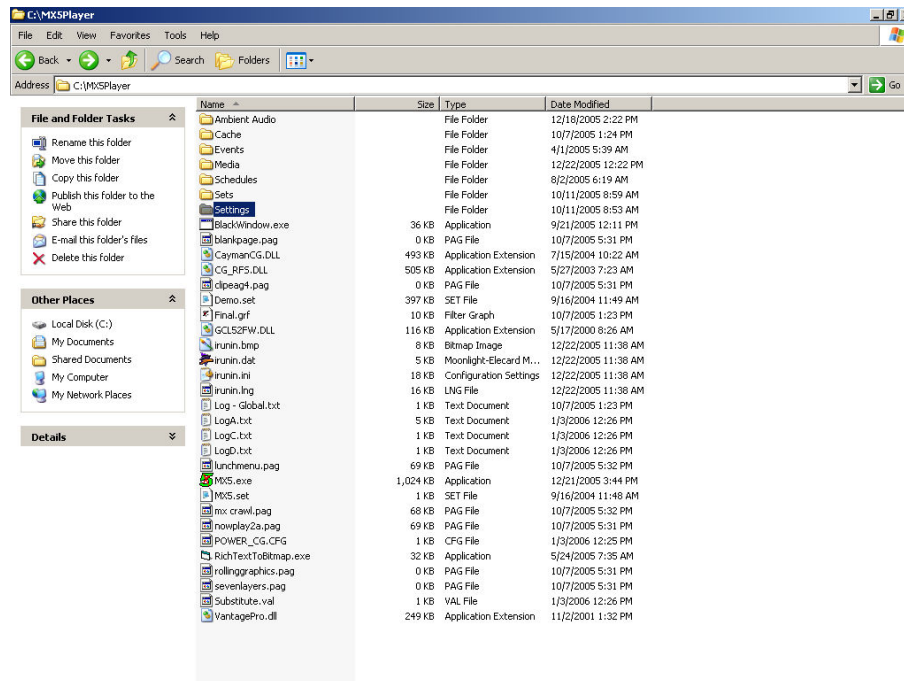 C:\MX5Player
File Edit View Favorites Tools Help
Back Search Folders
Address C:\MX5Player Go
File and Folder Tasks
Rename this folder
Move this folder
Copy this folder
Publish this folder to the
Web
Share this folder
E-mail this folder's files
Delete this folder
Other Places
Local Disk (C:)
My Documents
Shared Documents
My Computer
My Network Places
Details
Name Size Type Date Modified
Ambient Audio File Folder 12/18/2005 2:22 PM
Cache File Folder 10/7/2005 1:24 PM
Events File Folder 4/1/2005 5:39 AM
Media File Folder 12/22/2005 12:22 PM
Schedules File Folder 8/2/2005 6:19 AM
Sets File Folder 10/11/2005 8:59 AM
Settings File Folder 10/11/2005 8:53 AM
BlackWindow.exe 36 KB Application 9/21/2005 12:11 PM
blankpage.pag 0 KB PAG File 10/7/2005 5:31 PM
CaymanCG.DLL 493 KB Application Extension 7/15/2004 10:22 AM
CG_RFS.DLL 505 KB Application Extension 5/27/2003 7:23 AM
clipeag4.pag 0 KB PAG File 10/7/2005 5:31 PM
Demo.set 397 KB SET File 9/16/2004 11:49 AM
Final.grf 10 KB Filter Graph 10/7/2005 1:23 PM
GCL52FW.DLL 116 KB Application Extension 5/17/2000 8:26 AM
irunin.bmp 8 KB Bitmap Image 12/22/2005 11:38 AM
irunin.dat 5 KB Moonlight-Elecard M... 12/22/2005 11:38 AM
irunin.ini 18 KB Configuration Settings 12/22/2005 11:38 AM
irunin.lng 16 KB LNG File 12/22/2005 11:38 AM
Log - Global.txt 1 KB Text Document 10/7/2005 1:23 PM
LogA.txt 5 KB Text Document 1/3/2006 12:26 PM
LogC.txt 1 KB Text Document 1/3/2006 12:26 PM
LogD.txt 1 KB Text Document 1/3/2006 12:26 PM
lunchmenu.pag 69 KB PAG File 10/7/2005 5:32 PM
MX5.exe 1,024 KB Application 12/21/2005 3:44 PM
MX5.set 1 KB SET File 9/16/2004 11:48 AM
mx crawl.pag 68 KB PAG File 10/7/2005 5:32 PM
nowplay2a.pag 69 KB PAG File 10/7/2005 5:31 PM
POWER_CG.CFG 1 KB CFG File 1/3/2006 12:25 PM
RichTextToBitmap.exe 32 KB Application 5/24/2005 7:35 AM
rollinggraphics.pag 0 KB PAG File 10/7/2005 5:31 PM
sevenlayers.pag 0 KB PAG File 10/7/2005 5:31 PM
Substitute.val 1 KB VAL File 1/3/2006 12:26 PM
VantagePro.dll 249 KB Application Extension 11/2/2001 1:32 PM